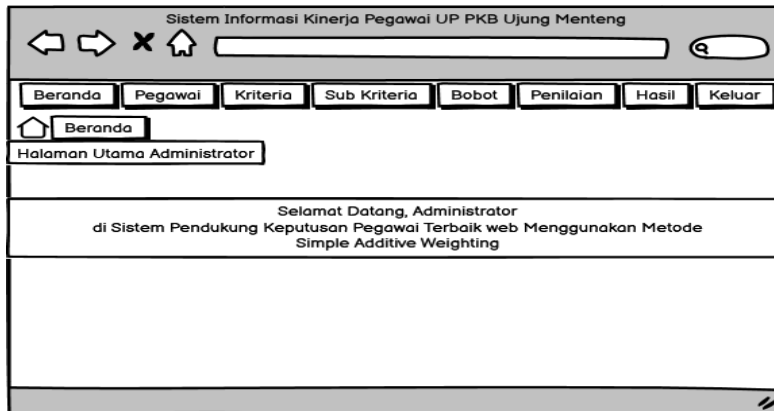 Sistem Informasi Kinerja Pegawai UP PKB Ujung Menteng
Beranda Pegawai Kriteria Sub Kriteria Bobot Penilaian Hasil Keluar
Beranda
Halaman Utama Administrator
Selamat Datang, Administrator
di Sistem Pendukung Keputusan Pegawai Terbaik web Menggunakan Metode
Simple Additive Weighting